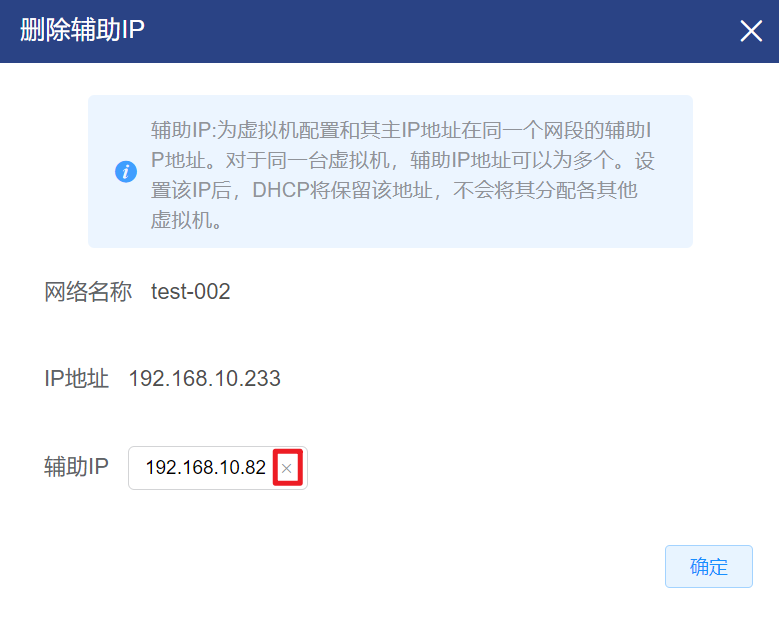 删除辅助IP
辅助IP:为虚拟机配置和其主IP地址在同一个网段的辅助I
P地址。对于同一台虚拟机，辅助IP地址可以为多个。设
置该IP后，DHCP将保留该地址，不会将其分配各其他
虚拟机。
网络名称 test-002
IP地址 192.168.10.233
辅助IP 192.168.10.82
确定